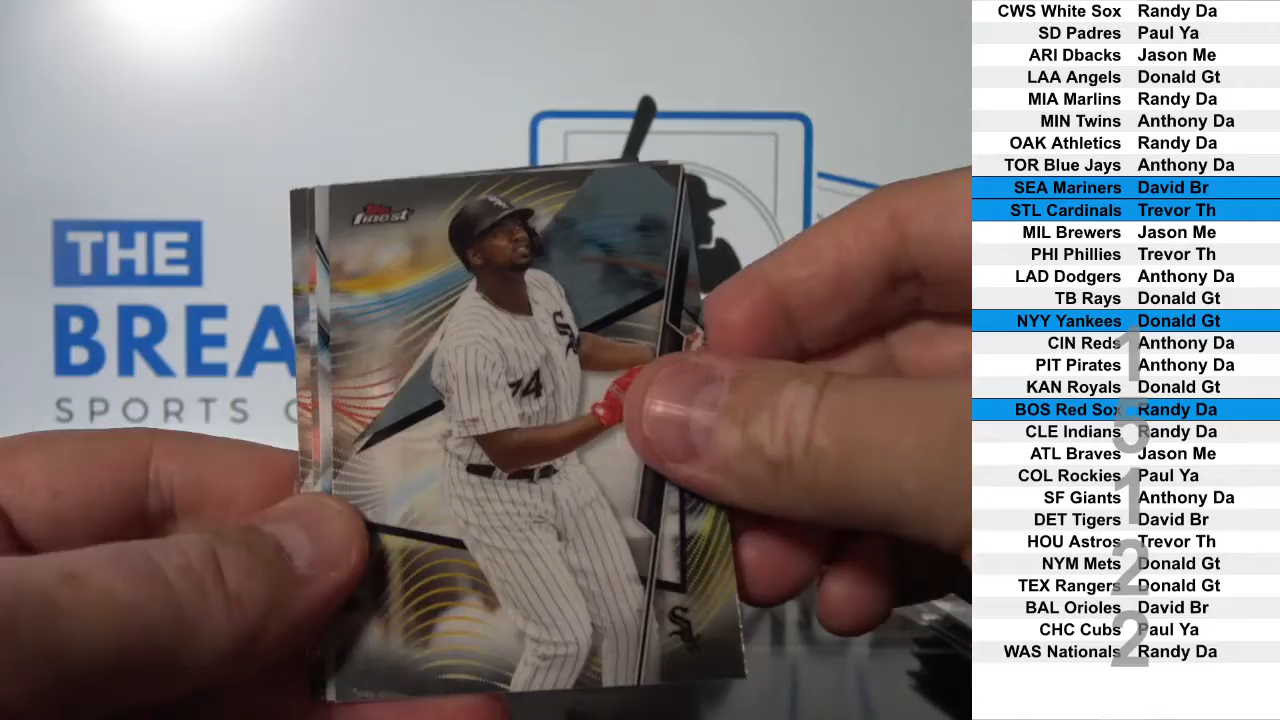 THE
BREA
SPORTS C
Topps
finest
74
CWS White Sox Randy Da
SD Padres Paul Ya
ARI Dbacks Jason Me
LAA Angels Donald Gt
MIA Marlins Randy Da
MIN Twins Anthony Da
OAK Athletics Randy Da
TOR Blue Jays Anthony Da
SEA Mariners David Br
STL Cardinals Trevor Th
MIL Brewers Jason Me
PHI Phillies Trevor Th
LAD Dodgers Anthony Da
TB Rays Donald Gt
NYY Yankees Donald Gt
CIN Reds Anthony Da
PIT Pirates Anthony Da
KAN Royals Donald Gt
BOS Red Sox Randy Da
CLE Indians Randy Da
ATL Braves Jason Me
COL Rockies Paul Ya
SF Giants Anthony Da
DET Tigers David Br
HOU Astros Trevor Th
NYM Mets Donald Gt
TEX Rangers Donald Gt
BAL Orioles David Br
CHC Cubs Paul Ya
WAS Nationals Randy Da
1
5
1
2
2